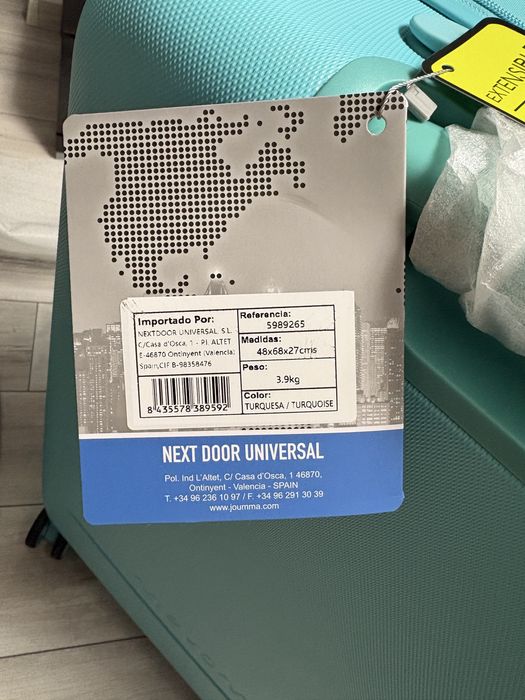 EXTENSIBL
Importado Por:
NEXTDOOR UNIVERSAL, S.L.
C/Casa d'Osca, 1 - P.I. ALTET
E-46870 Ontinyent (Valencia)
Spain,CIF B-98358476
8 435578 389592
Referencia:
5989265
Medidas:
48x68x27cms
Peso:
3.9kg
Color:
TURQUESA / TURQUOISE
NEXT DOOR UNIVERSAL
Pol. Ind L'Altet, C/ Casa d'Osca, 1 46870,
Ontinyent - Valencia - SPAIN
T. +34 96 236 10 97 / F. +34 96 291 30 39
www.joumma.com